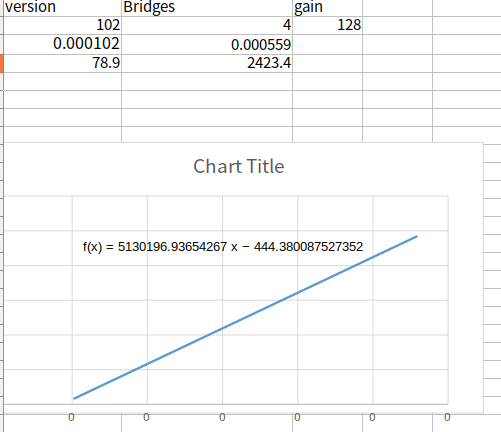 version Bridges gain
102 4 128
0.000102 0.000559
78.9 2423.4
Chart Title
f(x) = 5130196.93654267 x − 444.380087527352
0 0 0 0 0 0